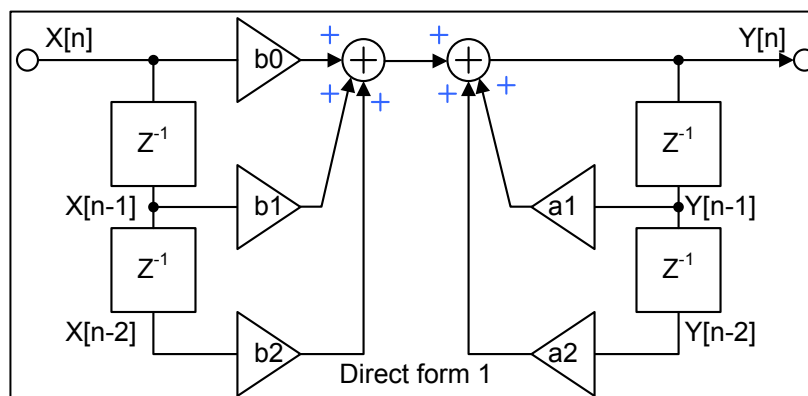 X[n]
b0
+
+
+
+
+
+
+
+
Y[n]
Z-1
X[n-1]
b1
Z-1
X[n-2]
b2
Z-1
a1
Y[n-1]
Z-1
a2
Y[n-2]
Direct form 1